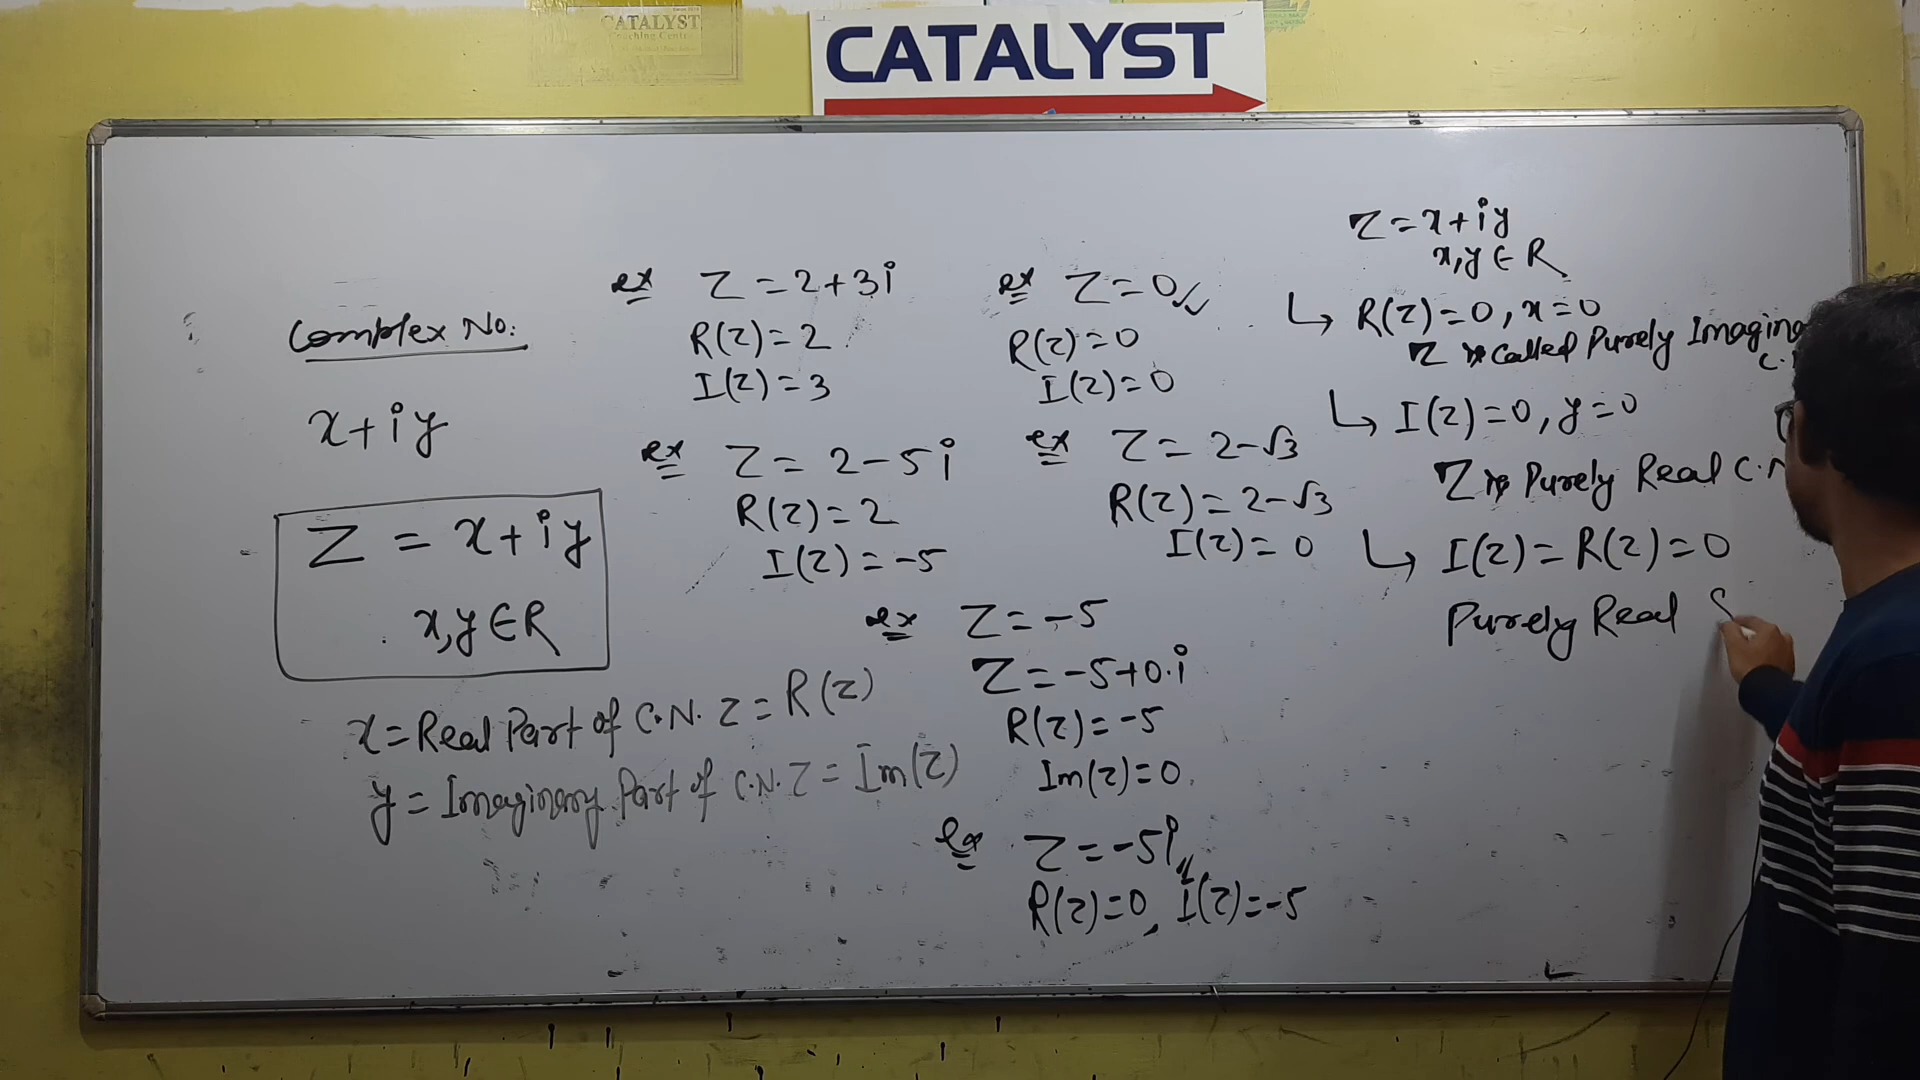 CATALYST
Coaching Centre
CATALYST
Complex No:
x+iy
Z = x+iy
x,y ∈ R
x = Real Part of C.N. Z = R(z)
y = Imaginary Part of C.N. Z = Im(z)
ex Z = 2+3i
R(z) = 2
I(z) = 3
ex Z = 2-5i
R(z) = 2
I(z) = -5
ex Z = 0
R(z) = 0
I(z) = 0
ex Z = 2-√3
R(z) = 2-√3
I(z) = 0
ex Z = -5
Z = -5+0.i
R(z) = -5
Im(z) = 0
ex Z = -5i
R(z) = 0, I(z) = -5
Z = x+iy
x,y ∈ R
↳ R(z) = 0, x = 0
Z is called Purely Imagina
C.
↳ I(z) = 0, y = 0
Z is Purely Real C.N
↳ I(z) = R(z) = 0
Purely Real